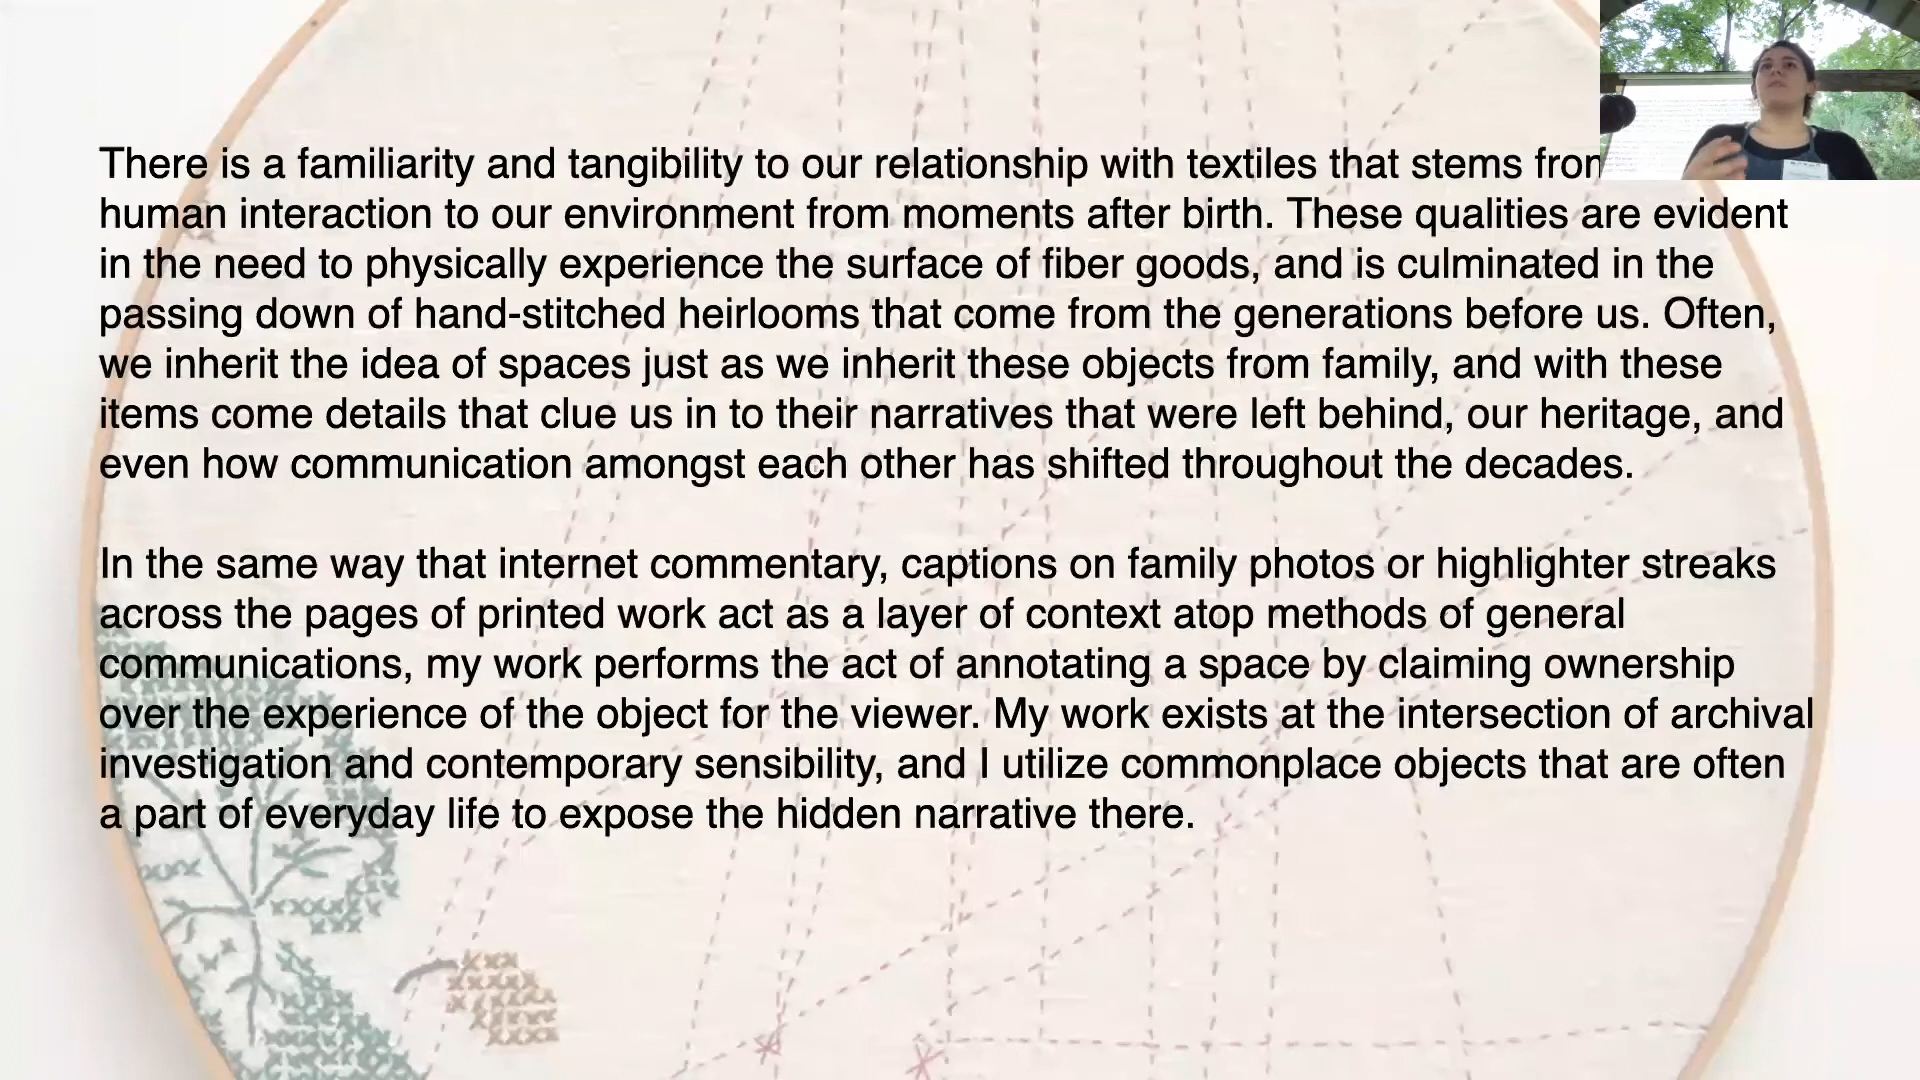 There is a familiarity and tangibility to our relationship with textiles that stems
human interaction to our environment from moments after birth. These qualities are evident
in the need to physically experience the surface of fiber goods, and is culminated in the
passing down of hand-stitched heirlooms that come from the generations before us. Often,
we inherit the idea of spaces just as we inherit these objects from family, and with these
items come details that clue us in to their narratives that were left behind, our heritage, and
even how communication amongst each other has shifted throughout the decades.
In the same way that internet commentary, captions on family photos or highlighter streaks
across the pages of printed work act as a layer of context atop methods of general
communications, my work performs the act of annotating a space by claiming ownership
over the experience of the object for the viewer. My work exists at the intersection of archival
investigation and contemporary sensibility, and I utilize commonplace objects that are often
a part of everyday life to expose the hidden narrative there.